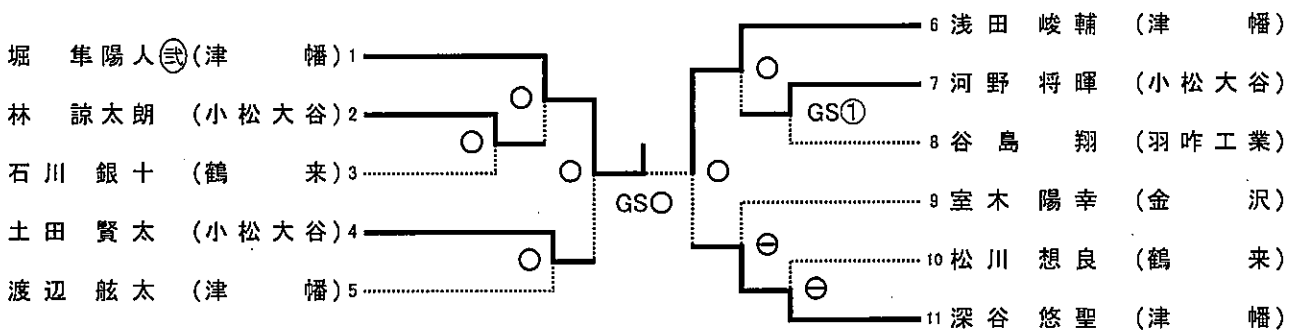 堀 隼陽人㊁(津 幡)1
林 諒太朗 (小松大谷)2
石川 銀十 (鶴 来)3
土田 賢太 (小松大谷)4
渡辺 舷太 (津 幡)5
6 浅田 峻輔 (津 幡)
7 河野 将暉 (小松大谷)
8 谷島 翔 (羽咋工業)
9 室木 陽幸 (金 沢)
10 松川 想良 (鶴 来)
11 深谷 悠聖 (津 幡)
○
○
○
○
GS○
○
GS①
○
⊖
⊖